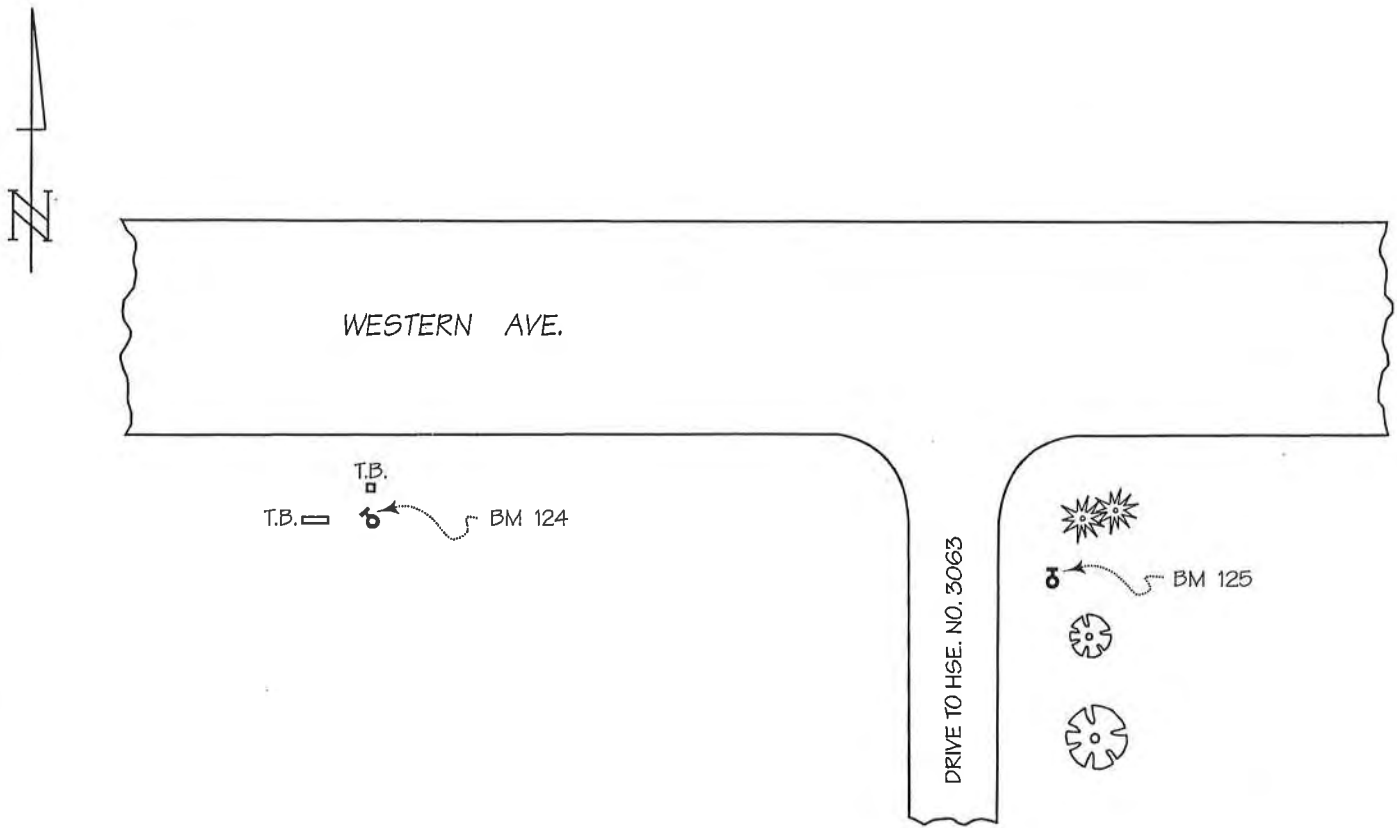 N
WESTERN AVE.
T.B.
T.B.
BM 124
DRIVE TO HSE. NO. 3063
BM 125